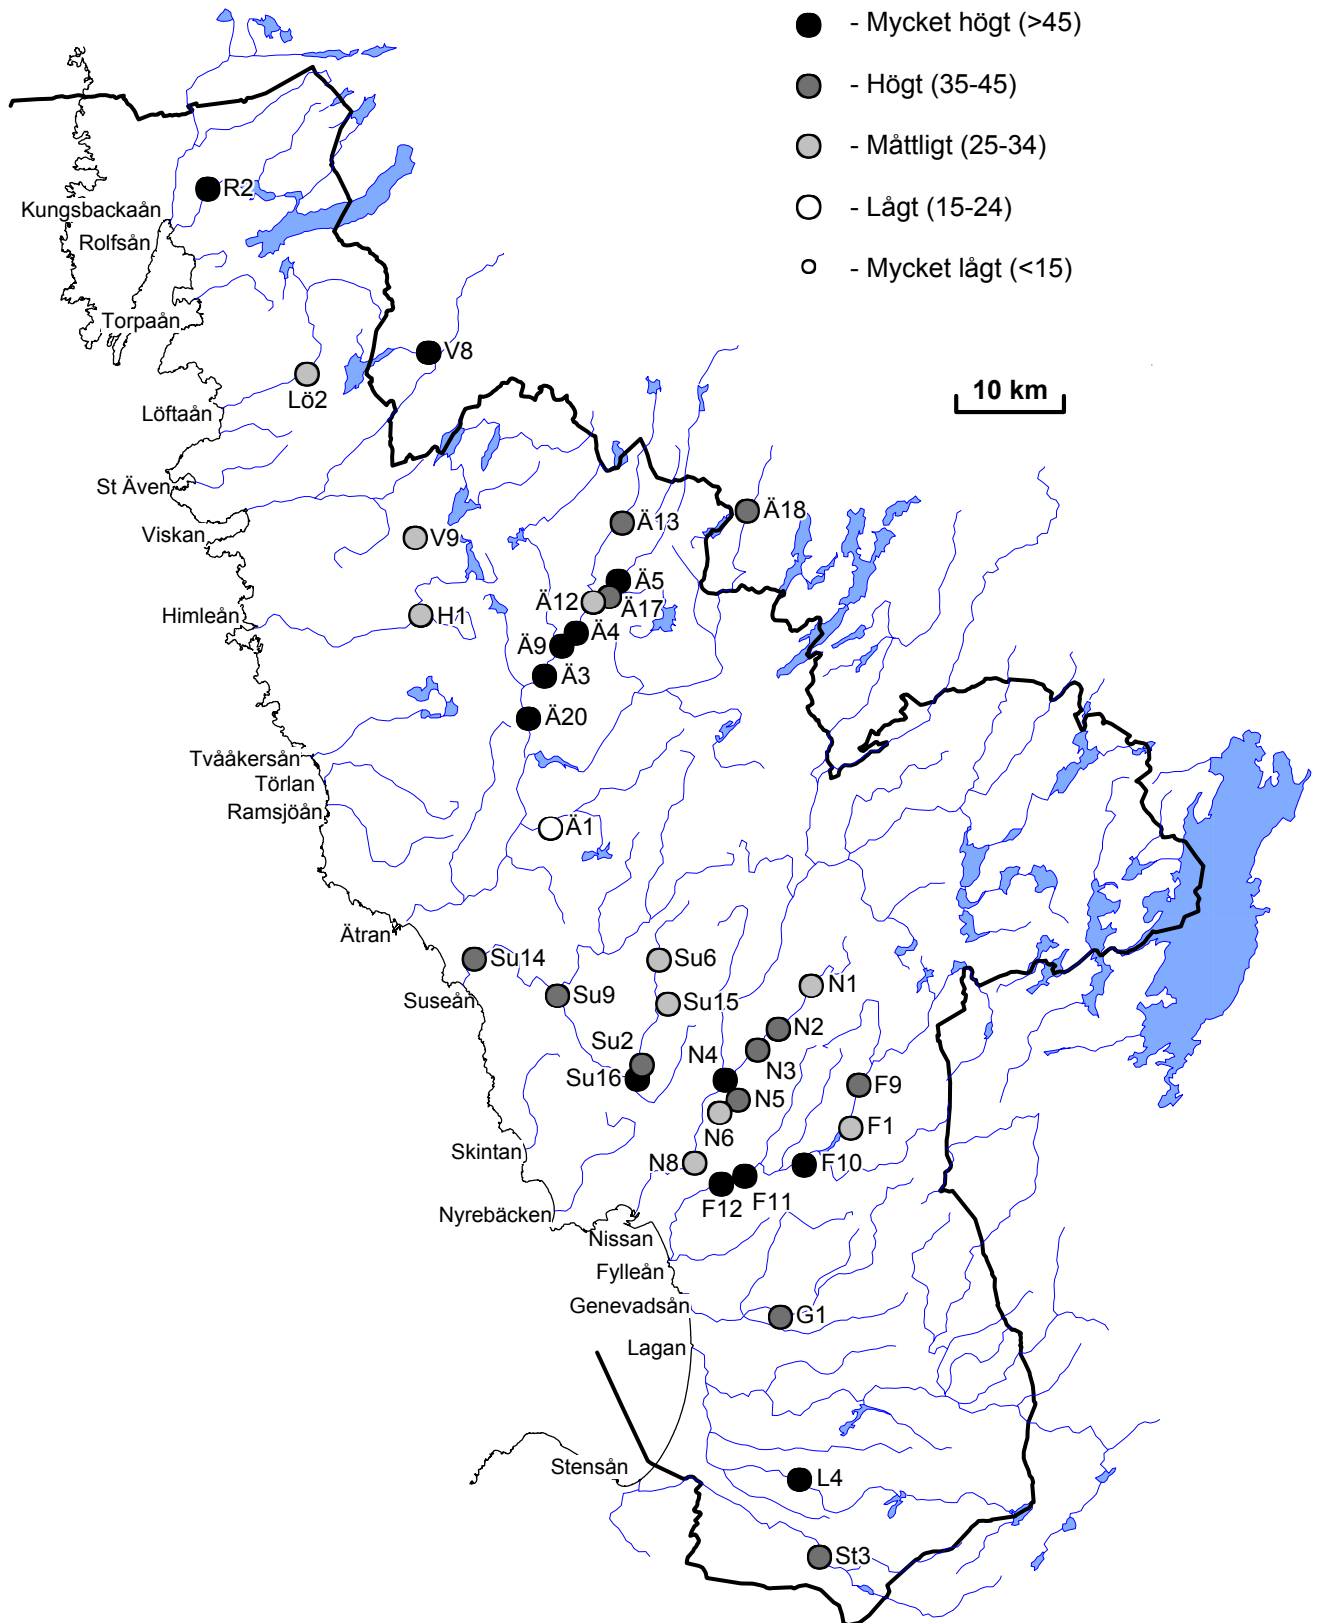 - Mycket högt (>45)
- Högt (35-45)
- Måttligt (25-34)
- Lågt (15-24)
- Mycket lågt (<15)
R2
Kungsbackaån
Rolfsån
Torpaån
V8
10 km
Lö2
Löftaån
St Även
Ä18
Ä13
Viskan
V9
Ä5
Ä12
Ä17
Himleån
H1
Ä4
Ä9
Ä3
Ä20
Tvååkersån
Törlan
Ramsjöån
Ä1
Ätran
Su14
Su6
Suseån
Su9
Su15
N1
N2
Su2
N4
N3
Su16
F9
N5
N6
F1
Skintan
N8
F10
F12
F11
Nyrebäcken
Nissan
Fylleån
Genevadsån
G1
Lagan
Stensån
L4
St3